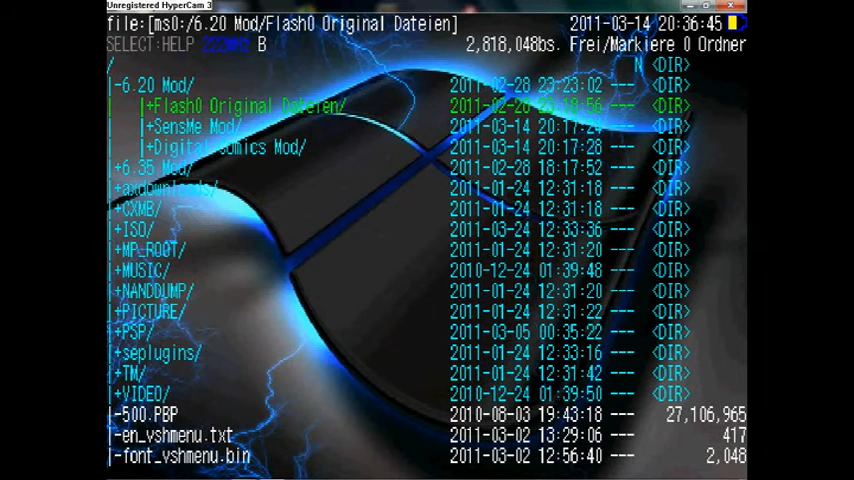 Unregistered HyperCam 3
file:[ms0:/6.20 Mod/Flash0 Original Dateien] 2011-03-14 20:36:45
SELECT:HELP 222MHz B 2,818,048bs. Frei/Markiere 0 Ordner
/ N <DIR>
|-6.20 Mod/ 2011-02-28 23:23:02 --- <DIR>
| |+Flash0 Original Dateien/ 2011-02-28 23:18:56 --- <DIR>
| |+SensMe Mod/ 2011-03-14 20:17:24 --- <DIR>
| |+Digital Comics Mod/ 2011-03-14 20:17:28 --- <DIR>
|+6.35 Mod/ 2011-02-28 18:17:52 --- <DIR>
|+axdownloads/ 2011-01-24 12:31:18 --- <DIR>
|+CXMB/ 2011-01-24 12:31:18 --- <DIR>
|+ISO/ 2011-03-24 12:33:36 --- <DIR>
|+MP_ROOT/ 2011-01-24 12:31:20 --- <DIR>
|+MUSIC/ 2010-12-24 01:39:48 --- <DIR>
|+NANDDUMP/ 2011-01-24 12:31:20 --- <DIR>
|+PICTURE/ 2011-01-24 12:31:22 --- <DIR>
|+PSP/ 2011-03-05 00:35:22 --- <DIR>
|+seplugins/ 2011-01-24 12:33:16 --- <DIR>
|+TM/ 2011-01-24 12:31:42 --- <DIR>
|+VIDEO/ 2010-12-24 01:39:50 --- <DIR>
|-500.PBP 2010-08-03 19:43:18 --- 27,106,965
|-en_vshmenu.txt 2011-03-02 13:29:06 --- 417
|-font_vshmenu.bin 2011-03-02 12:56:40 --- 2,048